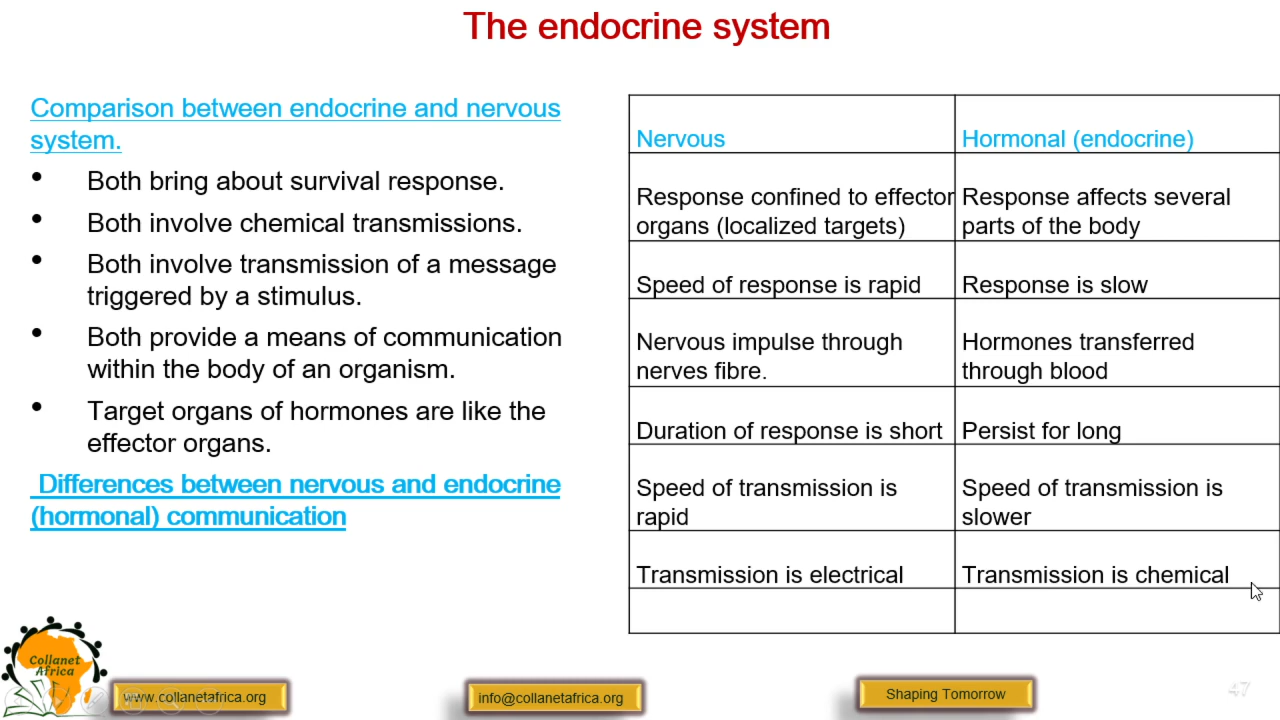 The endocrine system
Comparison between endocrine and nervous
system.
• Both bring about survival response.
• Both involve chemical transmissions.
• Both involve transmission of a message
triggered by a stimulus.
• Both provide a means of communication
within the body of an organism.
• Target organs of hormones are like the
effector organs.
Differences between nervous and endocrine
(hormonal) communication
Nervous
Hormonal (endocrine)
Response confined to effector
organs (localized targets)
Response affects several
parts of the body
Speed of response is rapid
Response is slow
Nervous impulse through
nerves fibre.
Hormones transferred
through blood
Duration of response is short
Persist for long
Speed of transmission is
rapid
Speed of transmission is
slower
Transmission is electrical
Transmission is chemical
Collanet
Africa
www.collanetafrica.org
info@collanetafrica.org
Shaping Tomorrow
47